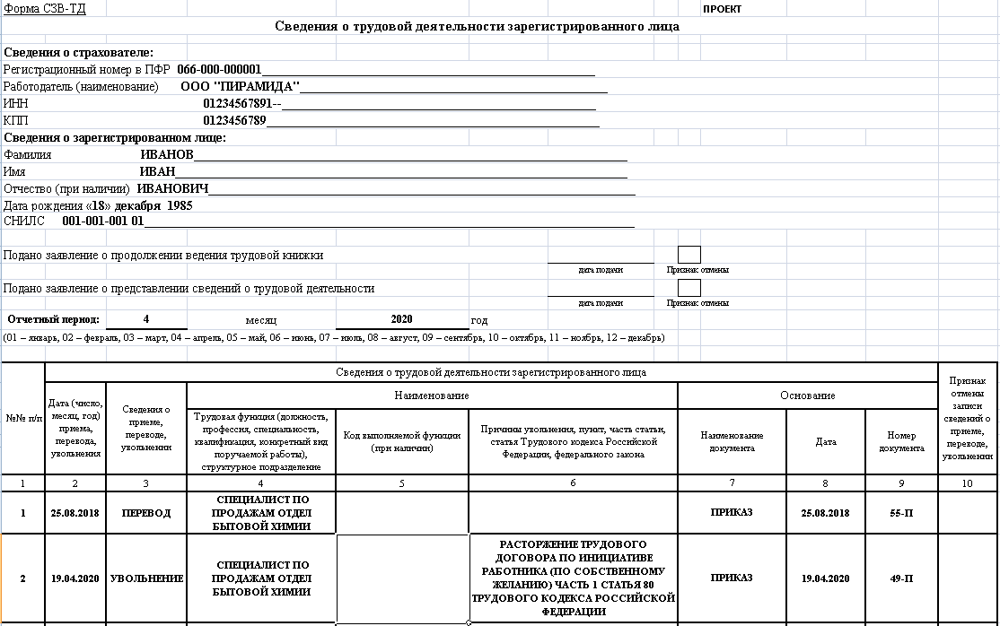 Форма СЗВ-ТД
ПРОЕКТ
Сведения о трудовой деятельности зарегистрированного лица
Сведения о страхователе:
Регистрационный номер в ПФР 066-000-000001
Работодатель (наименование) ООО "ПИРАМИДА"
ИНН 01234567891--
КПП 0123456789
Сведения о зарегистрированном лице:
Фамилия ИВАНОВ
Имя ИВАН
Отчество (при наличии) ИВАНОВИЧ
Дата рождения «18» декабря 1985
СНИЛС 001-001-001 01
Подано заявление о продолжении ведения трудовой книжки
дата подачи Признак отмены
Подано заявление о представлении сведений о трудовой деятельности
дата подачи Признак отмены
Отчетный период: 4 месяц 2020 год
(01 – январь, 02 – февраль, 03 – март, 04 – апрель, 05 – май, 06 – июнь, 07 – июль, 08 – август, 09 – сентябрь, 10 – октябрь, 11 – ноябрь, 12 – декабрь)
№№ п/п
Сведения о трудовой деятельности зарегистрированного лица
Признак
отмены
записи
сведений о
приеме,
переводе,
увольнении
Дата (число,
месяц, год)
приема,
перевода,
увольнения
Сведения о
приеме,
переводе,
увольнении
Наименование
Основание
Трудовая функция (должность,
профессия, специальность,
квалификация, конкретный вид
поручаемой работы),
структурное подразделение
Код выполняемой функции
(при наличии)
Причины увольнения, пункт, часть статьи,
статья Трудового кодекса Российской
Федерации, федерального закона
Наименование
документа
Дата
Номер
документа
1 2 3 4 5 6 7 8 9 10
1
25.08.2018
ПЕРЕВОД
СПЕЦИАЛИСТ ПО
ПРОДАЖАМ ОТДЕЛ
БЫТОВОЙ ХИМИИ
ПРИКАЗ
25.08.2018
55-П
2
19.04.2020
УВОЛЬНЕНИЕ
СПЕЦИАЛИСТ ПО
ПРОДАЖАМ ОТДЕЛ
БЫТОВОЙ ХИМИИ
РАСТОРЖЕНИЕ ТРУДОВОГО
ДОГОВОРА ПО ИНИЦИАТИВЕ
РАБОТНИКА (ПО СОБСТВЕННОМУ
ЖЕЛАНИЮ) ЧАСТЬ 1 СТАТЬЯ 80
ТРУДОВОГО КОДЕКСА РОССИЙСКОЙ
ФЕДЕРАЦИИ
ПРИКАЗ
19.04.2020
49-П